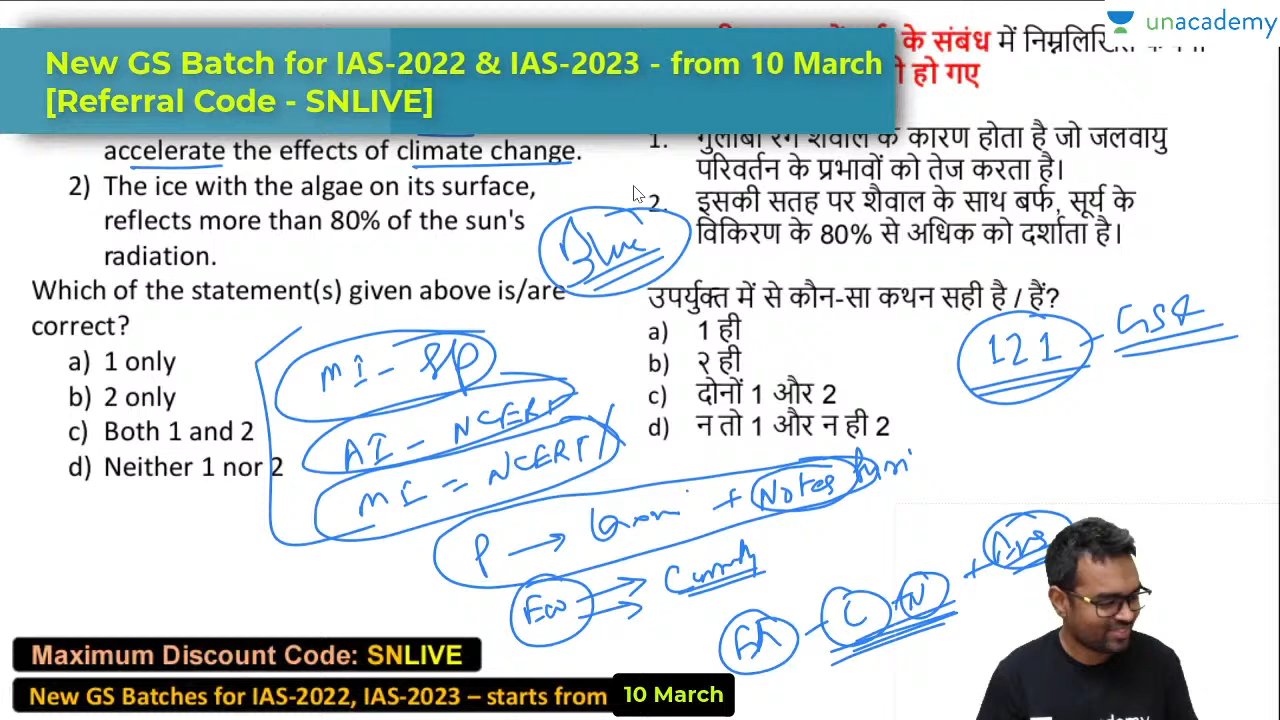 unacademy
New GS Batch for IAS-2022 & IAS-2023 - from 10 March
[Referral Code - SNLIVE]
accelerate the effects of climate change.
2) The ice with the algae on its surface,
reflects more than 80% of the sun's
radiation.
Which of the statement(s) given above is/are
correct?
a) 1 only
b) 2 only
c) Both 1 and 2
d) Neither 1 nor 2
के संबंध में
हो गए
1. गुलाबी रंग शैवाल के कारण होता है जो जलवायु
परिवर्तन के प्रभावों को तेज करता है।
2. इसकी सतह पर शैवाल के साथ बर्फ, सूर्य के
विकिरण के 80% से अधिक को दर्शाता है।
उपर्युक्त में से कौन-सा कथन सही है / हैं?
a) 1 ही
b) २ ही
c) दोनों 1 और 2
d) न तो 1 और न ही 2
Blue
121 - GST
MI - SP
AI - NCERT
MI = NCERT
P → + Notes
Eco
+ N +
Maximum Discount Code: SNLIVE
New GS Batches for IAS-2022, IAS-2023 – starts from 10 March